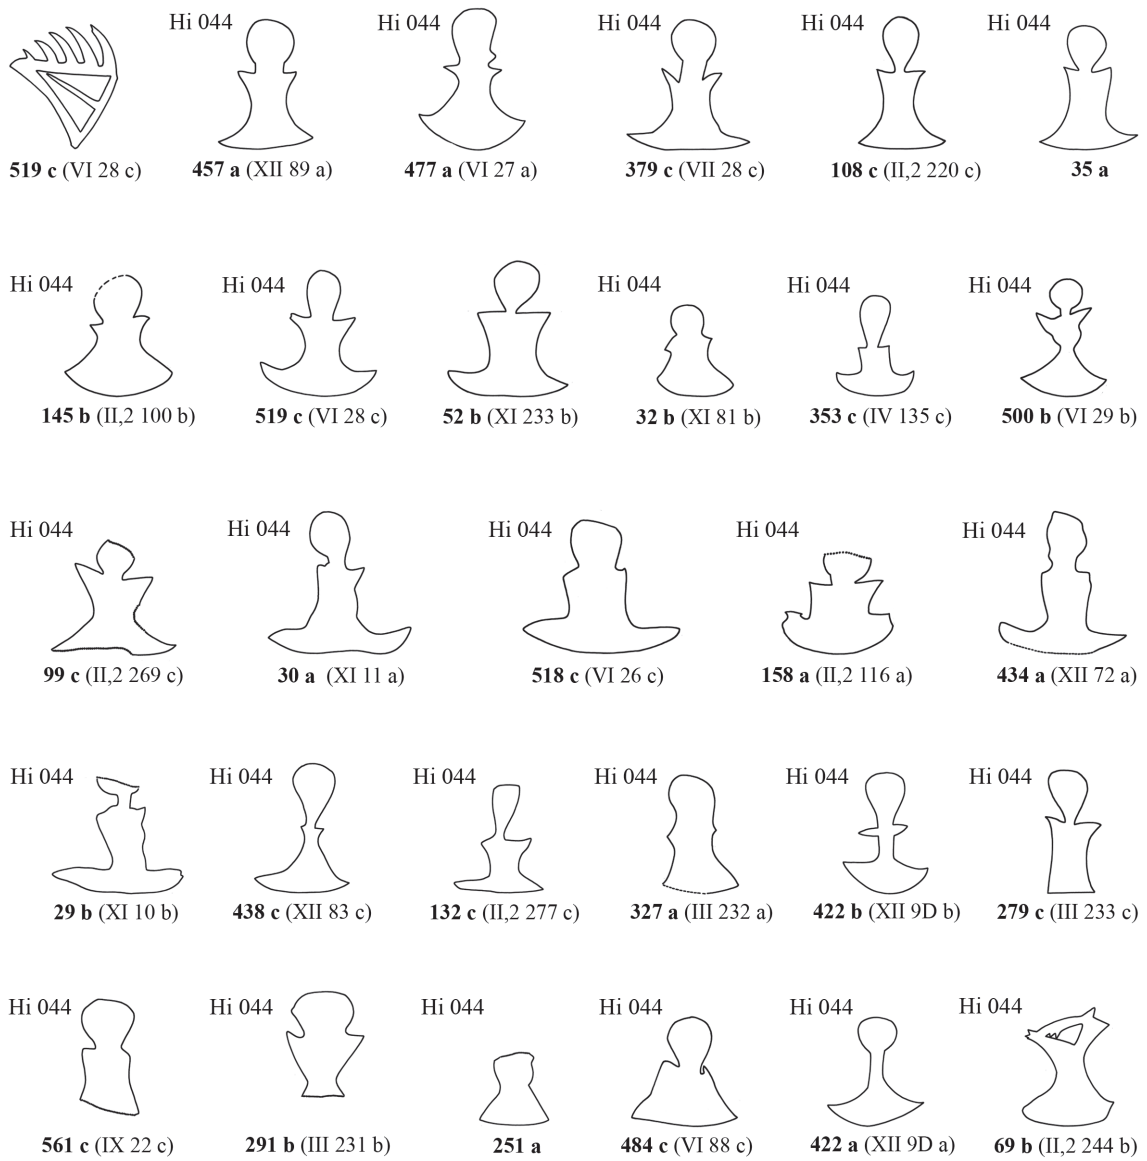 Hi 044 Hi 044 Hi 044 Hi 044 Hi 044
519 c (VI 28 c) 457 a (XII 89 a) 477 a (VI 27 a) 379 c (VII 28 c) 108 c (II,2 220 c) 35 a
Hi 044 Hi 044 Hi 044 Hi 044 Hi 044 Hi 044
145 b (II,2 100 b) 519 c (VI 28 c) 52 b (XI 233 b) 32 b (XI 81 b) 353 c (IV 135 c) 500 b (VI 29 b)
Hi 044 Hi 044 Hi 044 Hi 044 Hi 044
99 c (II,2 269 c) 30 a (XI 11 a) 518 c (VI 26 c) 158 a (II,2 116 a) 434 a (XII 72 a)
Hi 044 Hi 044 Hi 044 Hi 044 Hi 044 Hi 044
29 b (XI 10 b) 438 c (XII 83 c) 132 c (II,2 277 c) 327 a (III 232 a) 422 b (XII 9D b) 279 c (III 233 c)
Hi 044 Hi 044 Hi 044 Hi 044 Hi 044 Hi 044
561 c (IX 22 c) 291 b (III 231 b) 251 a 484 c (VI 88 c) 422 a (XII 9D a) 69 b (II,2 244 b)